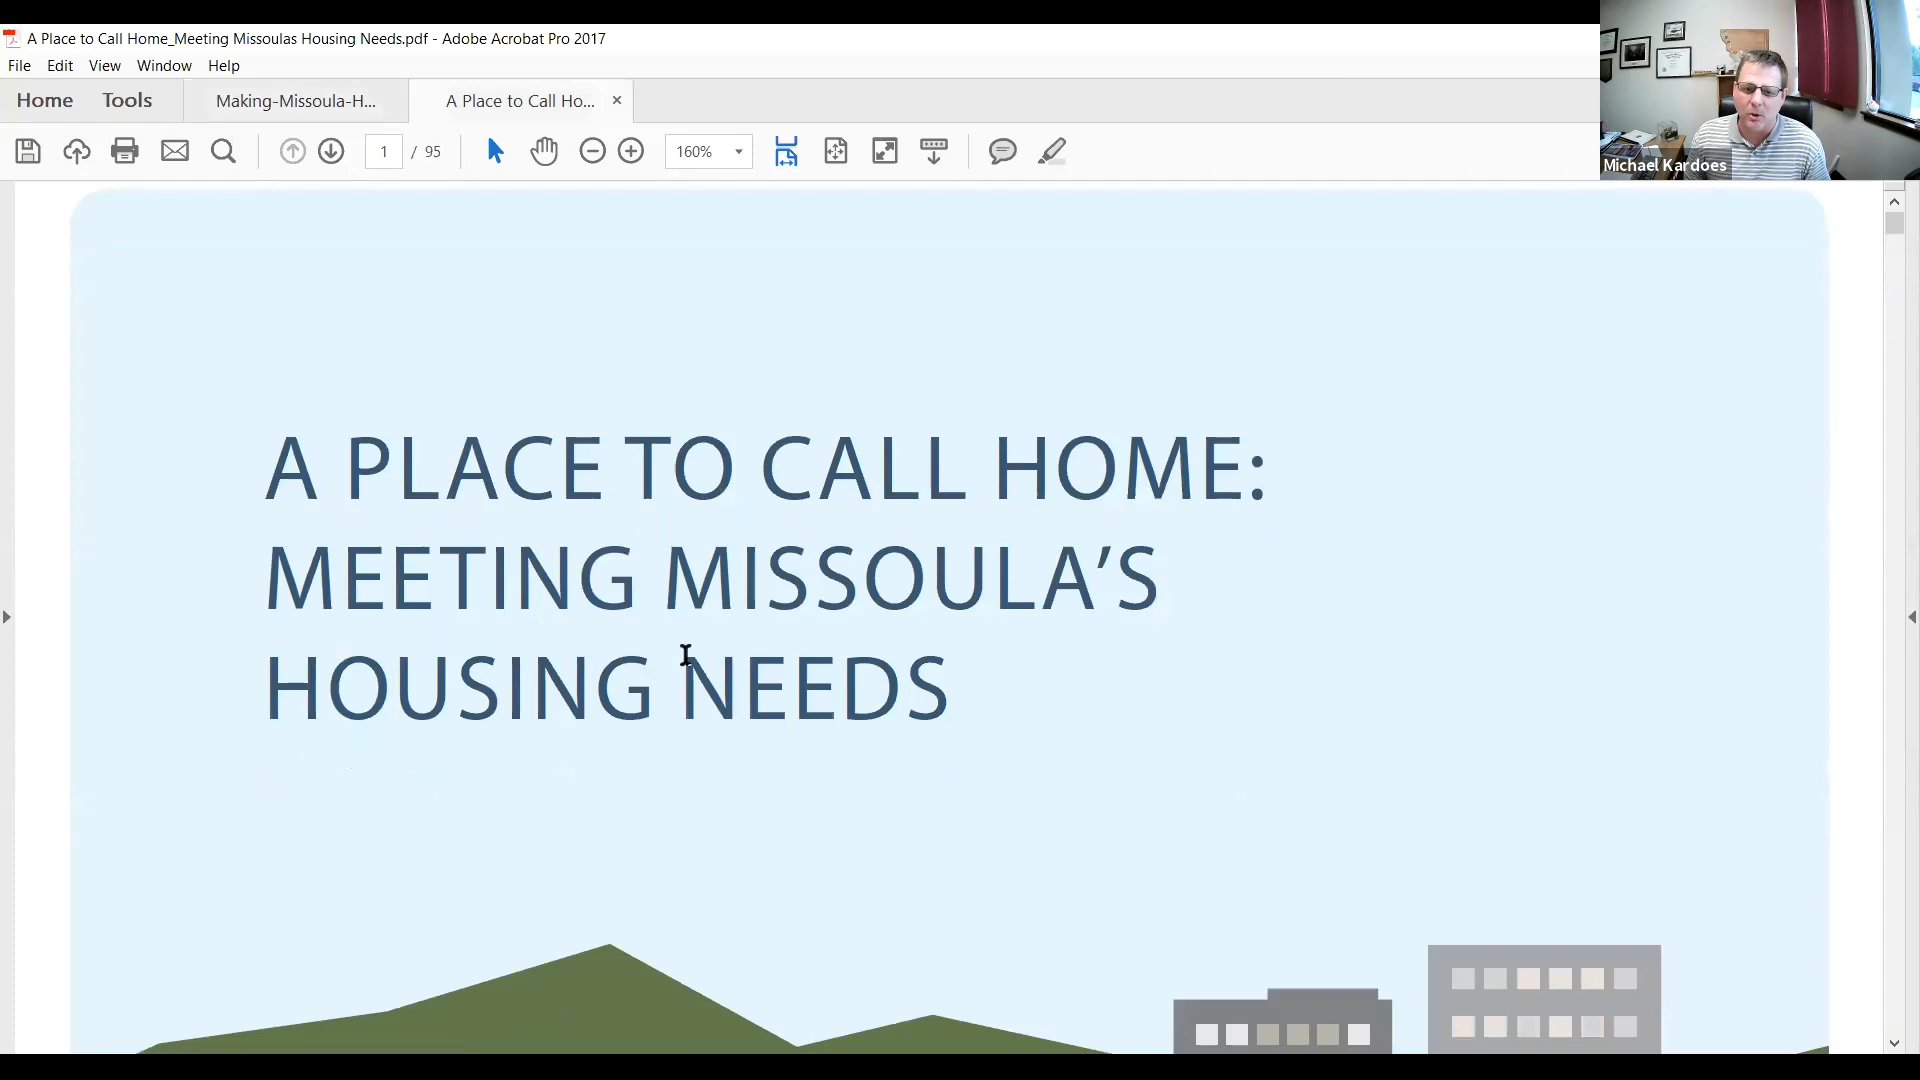 A Place to Call Home_Meeting Missoulas Housing Needs.pdf - Adobe Acrobat Pro 2017
File Edit View Window Help
Home Tools Making-Missoula-H... A Place to Call Ho... ×
1 / 95 160%
Michael Kardoes
A PLACE TO CALL HOME:
MEETING MISSOULA’S
HOUSING NEEDS